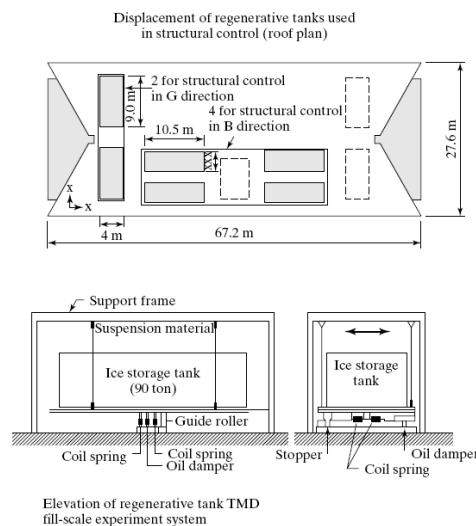 Displacement of regenerative tanks used
in structural control (roof plan)
2 for structural control
in G direction
4 for structural control
in B direction
9.0 m
10.5 m
27.6 m
x
x
4 m
67.2 m
Support frame
Suspension material
Ice storage tank
(90 ton)
Guide roller
Coil spring
Coil spring
Oil damper
Ice storage
tank
Stopper
Oil damper
Coil spring
Elevation of regenerative tank TMD
fill-scale experiment system